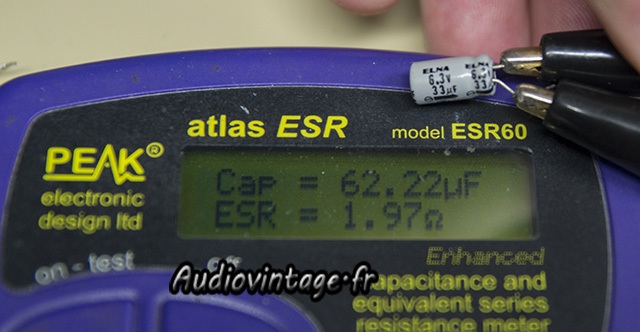 ELNA
6.3V
33µF
atlas ESR
model ESR60
PEAK®
electronic
design ltd
Cap = 62.22µF
ESR = 1.97Ω
on - test
off
Enhanced
capacitance and
equivalent series
resistance meter
Audiovintage.fr